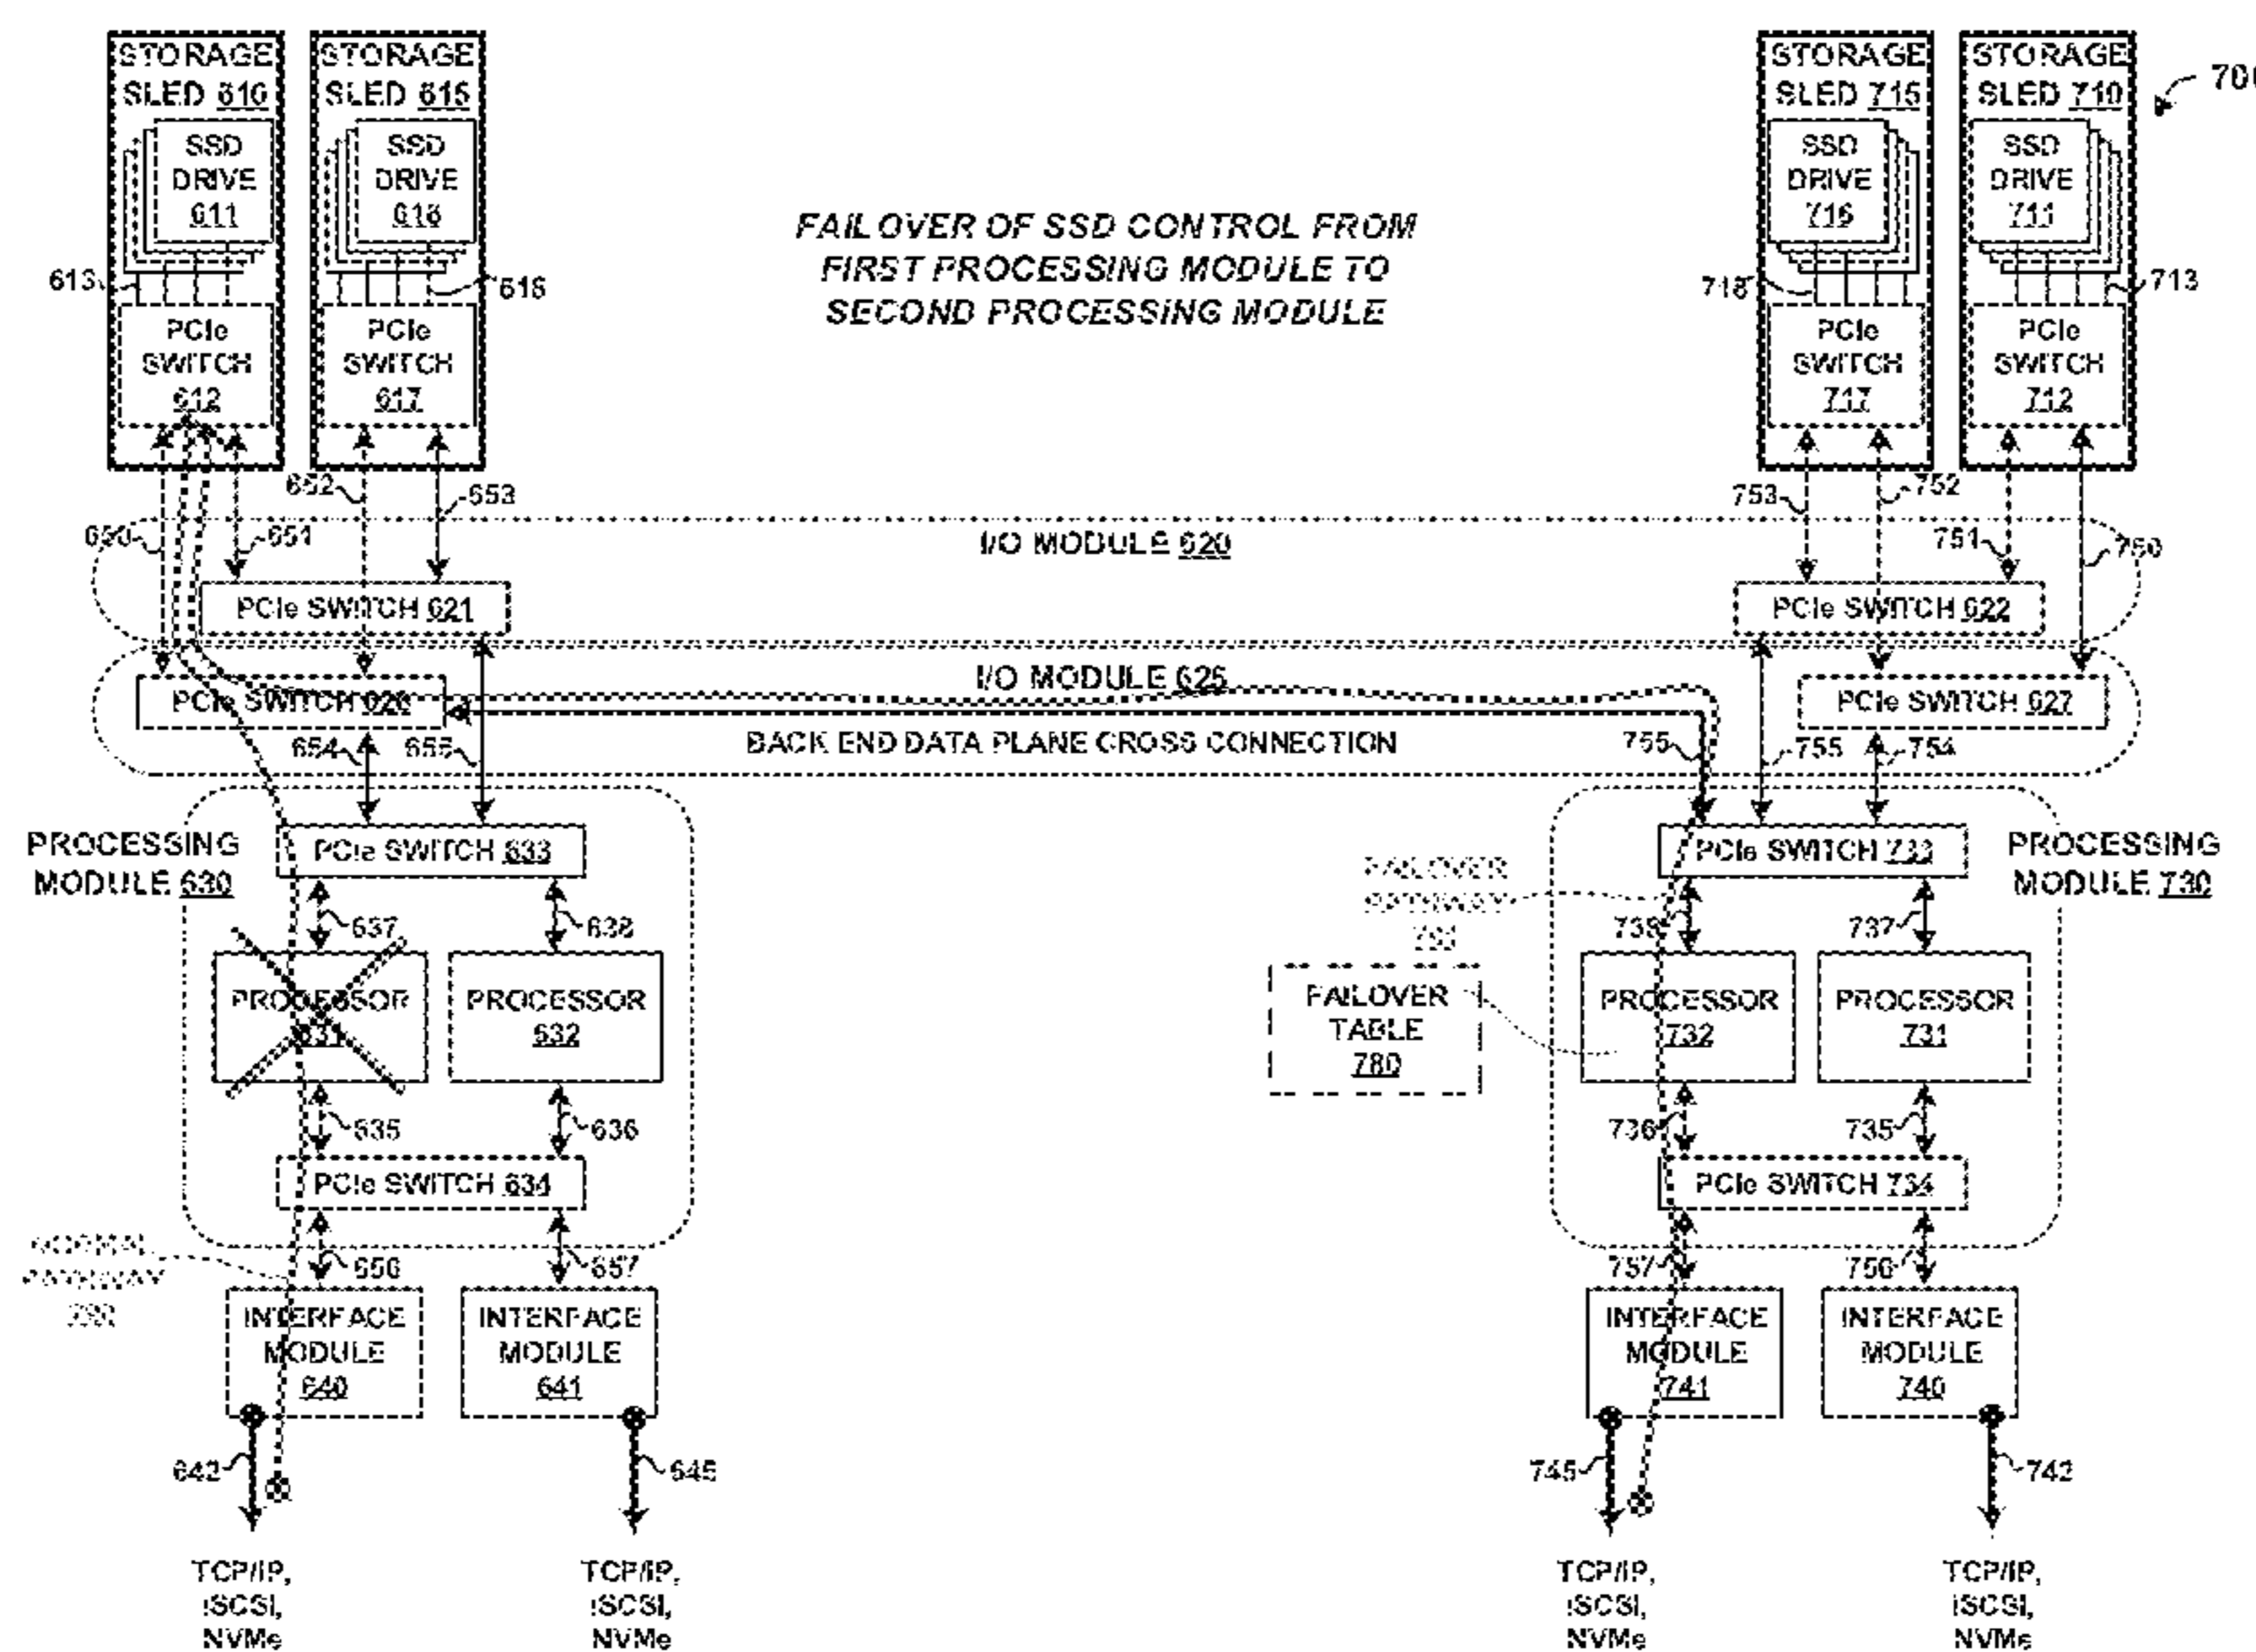 STORAGE
SLED 610
SSD
DRIVE
611
613
PCIe
SWITCH
612
STORAGE
SLED 615
SSD
DRIVE
616
618
PCIe
SWITCH
617
FAILOVER OF SSD CONTROL FROM
FIRST PROCESSING MODULE TO
SECOND PROCESSING MODULE
STORAGE
SLED 715
SSD
DRIVE
716
718
PCIe
SWITCH
717
STORAGE
SLED 710
SSD
DRIVE
711
713
PCIe
SWITCH
712
700
650
651
652
653
753
752
751
750
I/O MODULE 620
PCIe SWITCH 621
PCIe SWITCH 622
I/O MODULE 625
PCIe SWITCH 626
PCIe SWITCH 627
654
655
BACK END DATA PLANE CROSS CONNECTION
755
754
PROCESSING
MODULE 630
PCIe SWITCH 633
637
638
PROCESSOR
631
PROCESSOR
632
635
636
PCIe SWITCH 634
NORMAL
PATHWAY
656
657
INTERFACE
MODULE
640
INTERFACE
MODULE
641
642
645
TCP/IP,
iSCSI,
NVMe
TCP/IP,
iSCSI,
NVMe
PROCESSING
MODULE 730
PCIe SWITCH 733
FAILOVER
PATHWAY
738
737
FAILOVER
TABLE
780
PROCESSOR
732
PROCESSOR
731
736
735
PCIe SWITCH 734
757
756
INTERFACE
MODULE
741
INTERFACE
MODULE
740
745
742
TCP/IP,
iSCSI,
NVMe
TCP/IP,
iSCSI,
NVMe